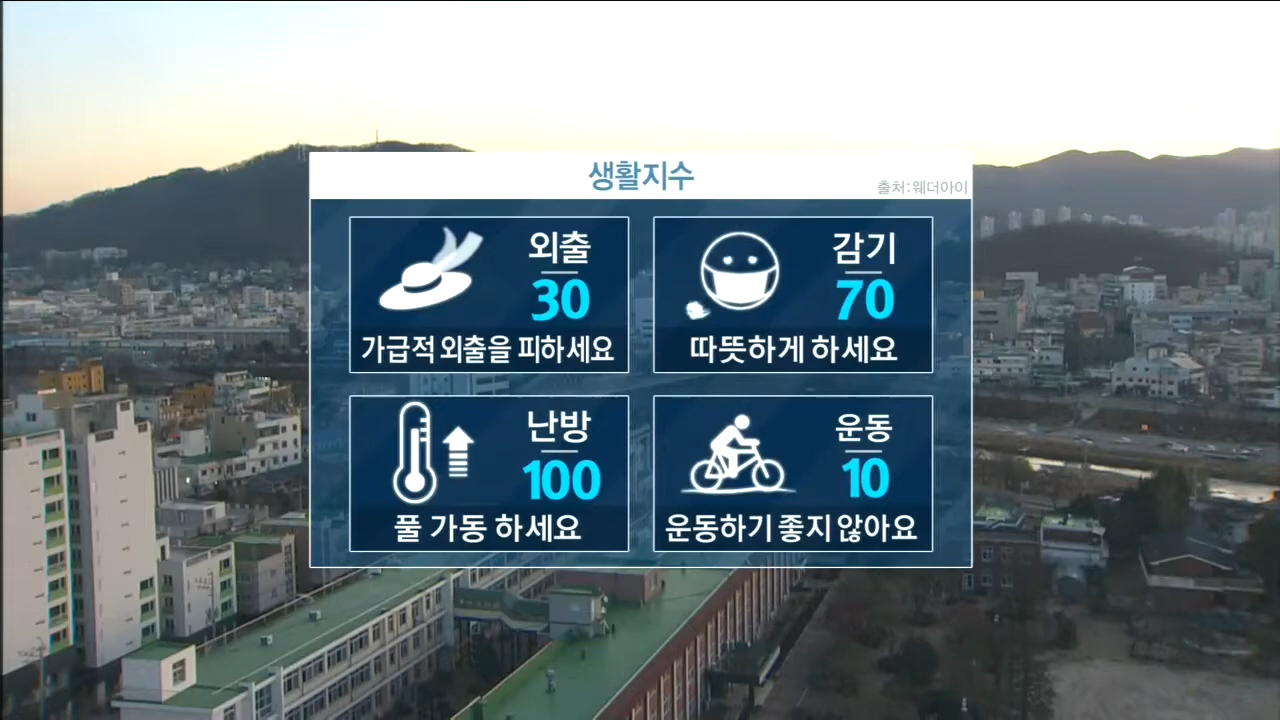 생활지수
출처:웨더아이
외출
30
가급적 외출을 피하세요
감기
70
따뜻하게 하세요
난방
100
풀 가동 하세요
운동
10
운동하기 좋지 않아요